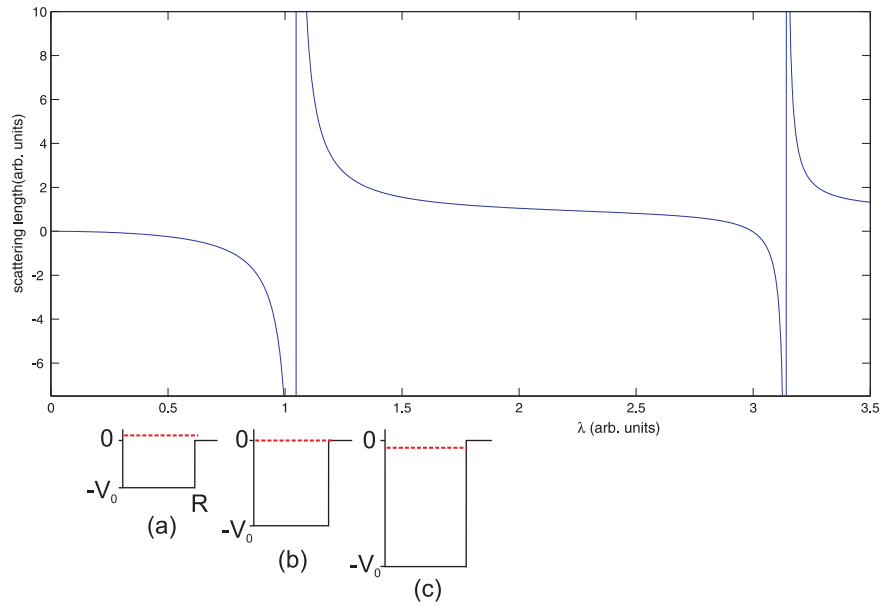 10
8
6
4
2
0
-2
-4
-6
scattering length(arb. units)
0 0.5 1 1.5 2 2.5 3 3.5
λ (arb. units)
0
-V₀
R
(a)
0
-V₀
(b)
0
-V₀
(c)